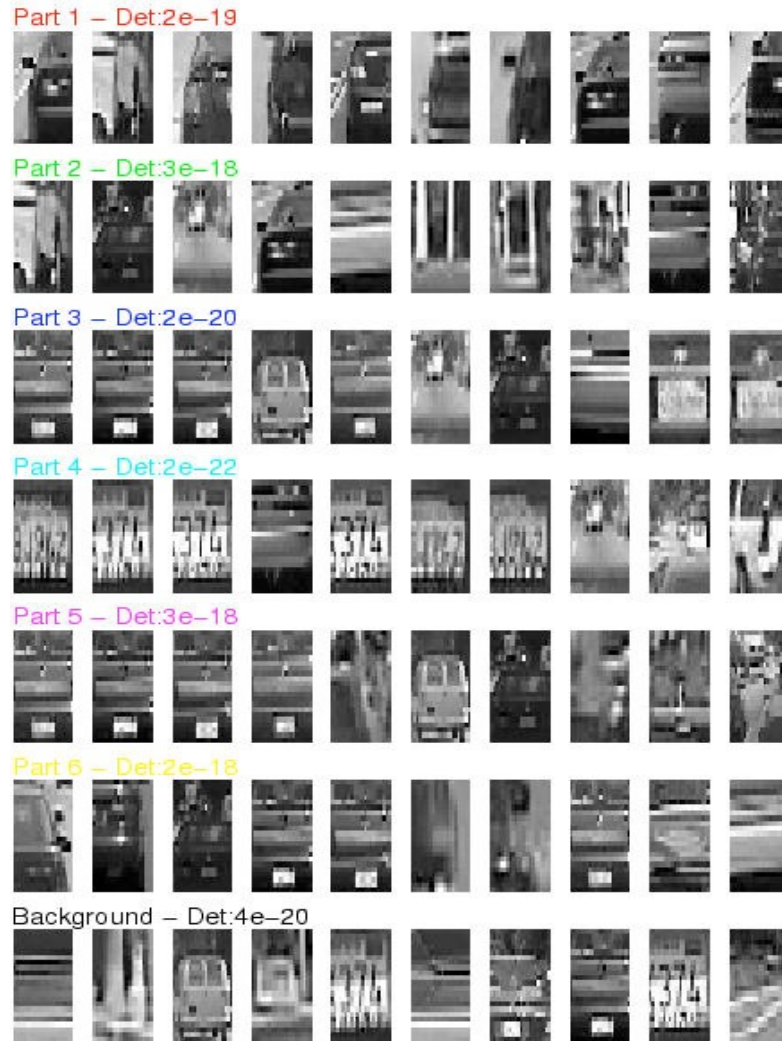 Part 1 – Det:2e–19
Part 2 – Det:3e–18
Part 3 – Det:2e–20
Part 4 – Det:2e–22
Part 5 – Det:3e–18
Part 6 – Det:2e–18
Background – Det:4e–20